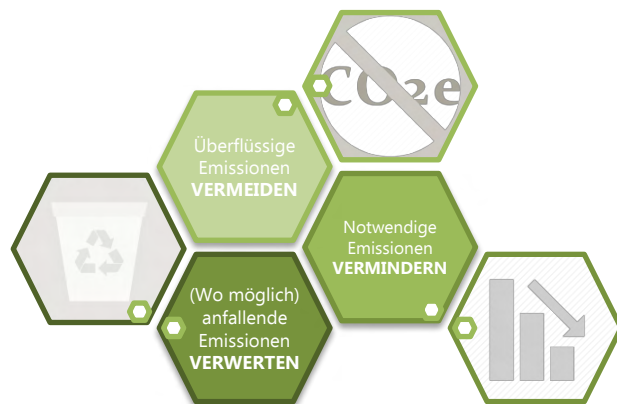 CO2e
Überflüssige
Emissionen
VERMEIDEN
Notwendige
Emissionen
VERMINDERN
(Wo möglich)
anfallende
Emissionen
VERWERTEN